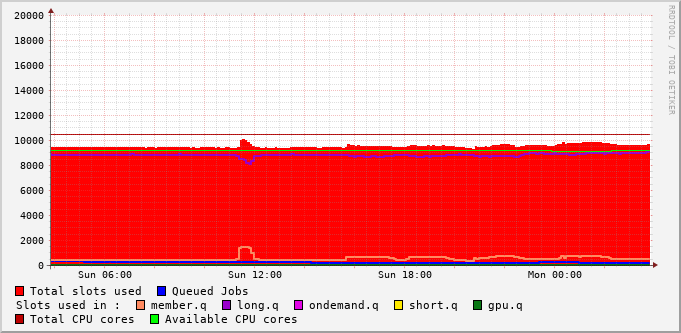 20000
18000
16000
14000
12000
10000
8000
6000
4000
2000
0
Sun 06:00 Sun 12:00 Sun 18:00 Mon 00:00
Total slots used Queued Jobs
Slots used in : member.q long.q ondemand.q short.q gpu.q
Total CPU cores Available CPU cores
RRDTOOL / TOBI OETIKER